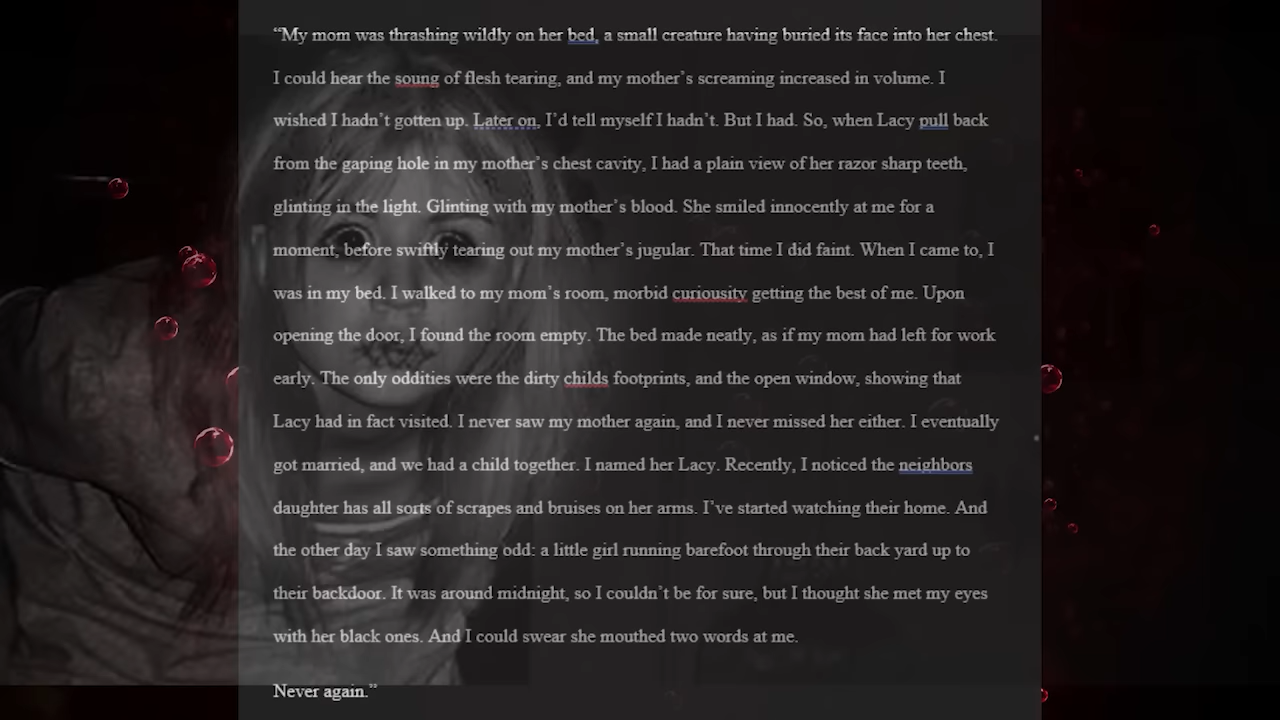 “My mom was thrashing wildly on her bed, a small creature having buried its face into her chest.
I could hear the soung of flesh tearing, and my mother’s screaming increased in volume. I
wished I hadn’t gotten up. Later on, I’d tell myself I hadn’t. But I had. So, when Lacy pull back
from the gaping hole in my mother’s chest cavity, I had a plain view of her razor sharp teeth,
glinting in the light. Glinting with my mother’s blood. She smiled innocently at me for a
moment, before swiftly tearing out my mother’s jugular. That time I did faint. When I came to, I
was in my bed. I walked to my mom’s room, morbid curiousity getting the best of me. Upon
opening the door, I found the room empty. The bed made neatly, as if my mom had left for work
early. The only oddities were the dirty childs footprints, and the open window, showing that
Lacy had in fact visited. I never saw my mother again, and I never missed her either. I eventually
got married, and we had a child together. I named her Lacy. Recently, I noticed the neighbors
daughter has all sorts of scrapes and bruises on her arms. I’ve started watching their home. And
the other day I saw something odd: a little girl running barefoot through their back yard up to
their backdoor. It was around midnight, so I couldn’t be for sure, but I thought she met my eyes
with her black ones. And I could swear she mouthed two words at me.
Never again.”